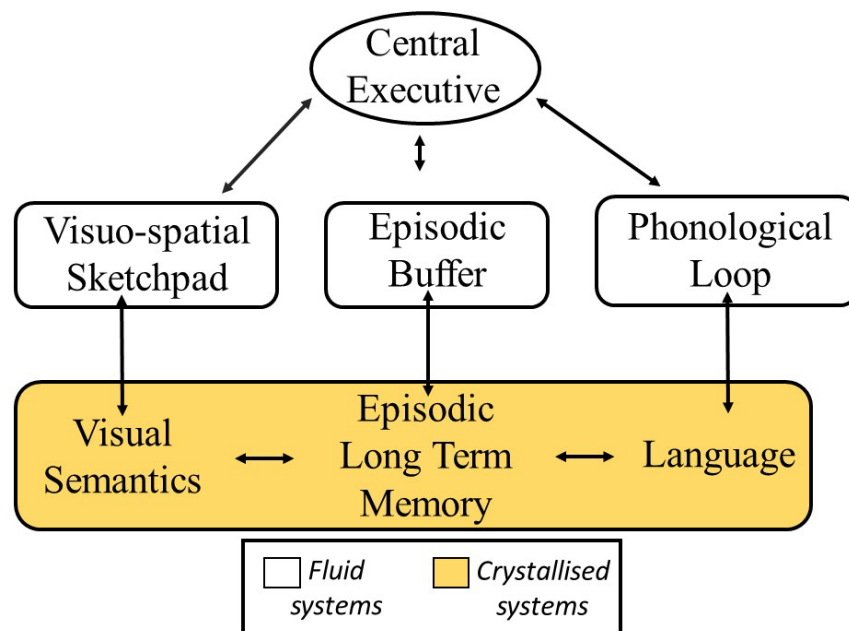 Central
Executive
Visuo-spatial
Sketchpad
Episodic
Buffer
Phonological
Loop
Visual
Semantics
Episodic
Long Term
Memory
Language
Fluid
systems
Crystallised
systems